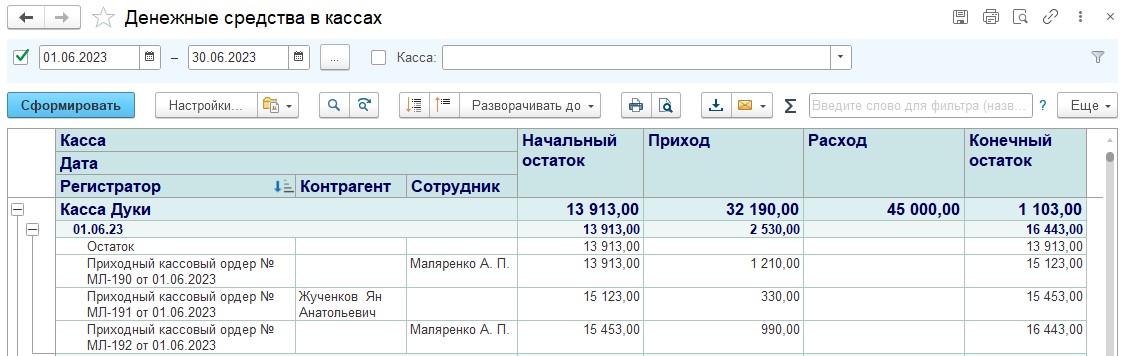 Денежные средства в кассах
01.06.2023 – 30.06.2023 ... Касса:
Сформировать Настройки... Разворачивать до Σ Введите слово для фильтра (назв... ? Еще
Касса Начальный остаток Приход Расход Конечный остаток
Дата
Регистратор Контрагент Сотрудник
Касса Дуки 13 913,00 32 190,00 45 000,00 1 103,00
01.06.23 13 913,00 2 530,00 16 443,00
Остаток 13 913,00 13 913,00
Приходный кассовый ордер № Маляренко А. П. 13 913,00 1 210,00 15 123,00
МЛ-190 от 01.06.2023
Приходный кассовый ордер № Жученков Ян 15 123,00 330,00 15 453,00
МЛ-191 от 01.06.2023 Анатольевич
Приходный кассовый ордер № Маляренко А. П. 15 453,00 990,00 16 443,00
МЛ-192 от 01.06.2023